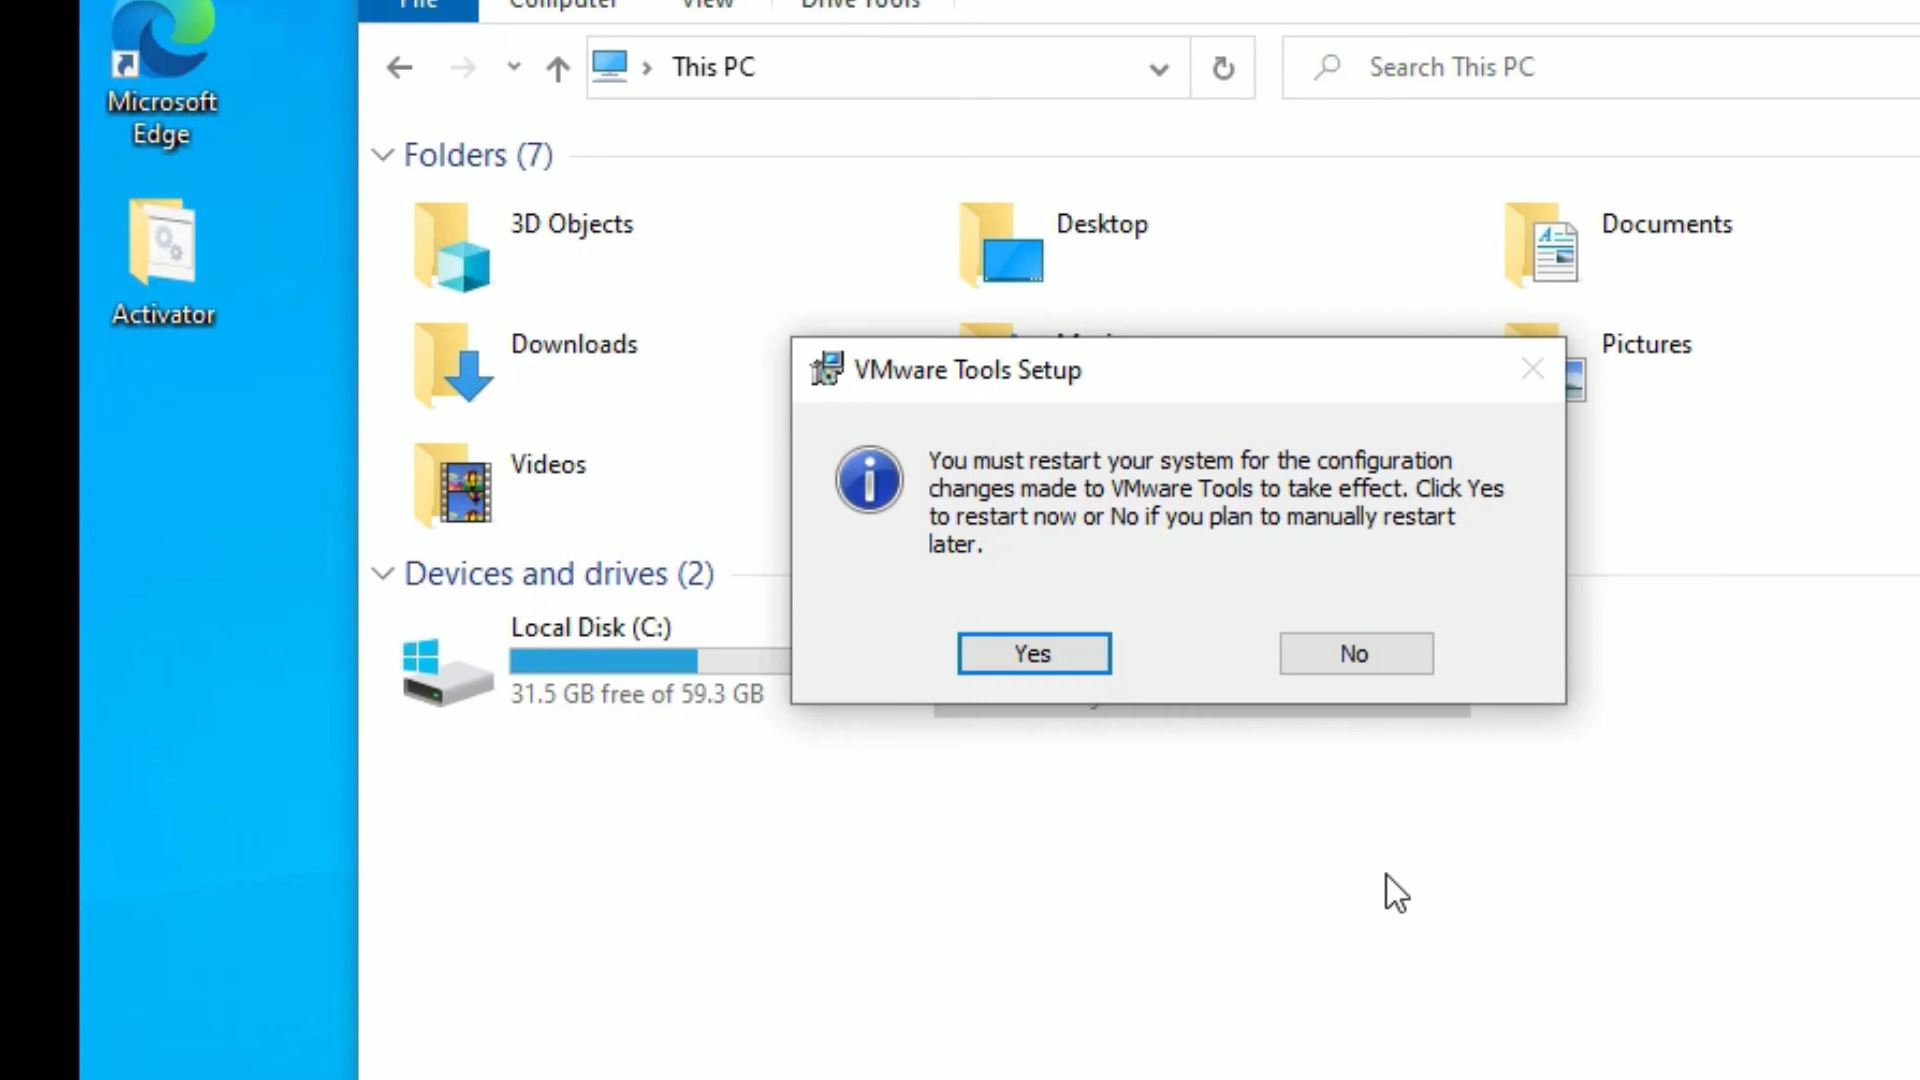 File Computer View Drive Tools
This PC
Search This PC
Microsoft
Edge
Activator
Folders (7)
3D Objects
Desktop
Documents
Downloads
Pictures
Videos
VMware Tools Setup
You must restart your system for the configuration
changes made to VMware Tools to take effect. Click Yes
to restart now or No if you plan to manually restart
later.
Yes
No
Devices and drives (2)
Local Disk (C:)
31.5 GB free of 59.3 GB